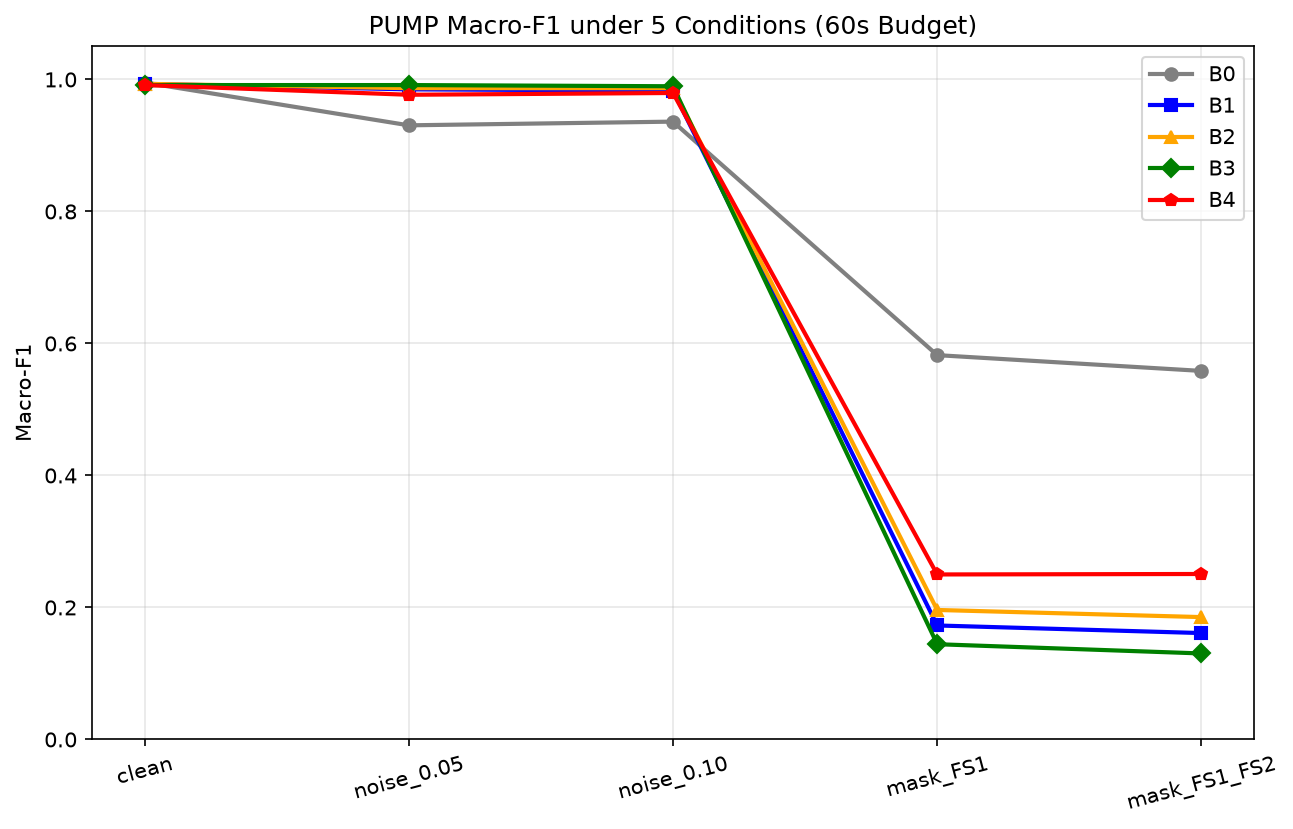 PUMP Macro-F1 under 5 Conditions (60s Budget)
B0
B1
B2
B3
B4
Macro-F1
1.0
0.8
0.6
0.4
0.2
0.0
clean
noise_0.05
noise_0.10
mask_FS1
mask_FS1_FS2